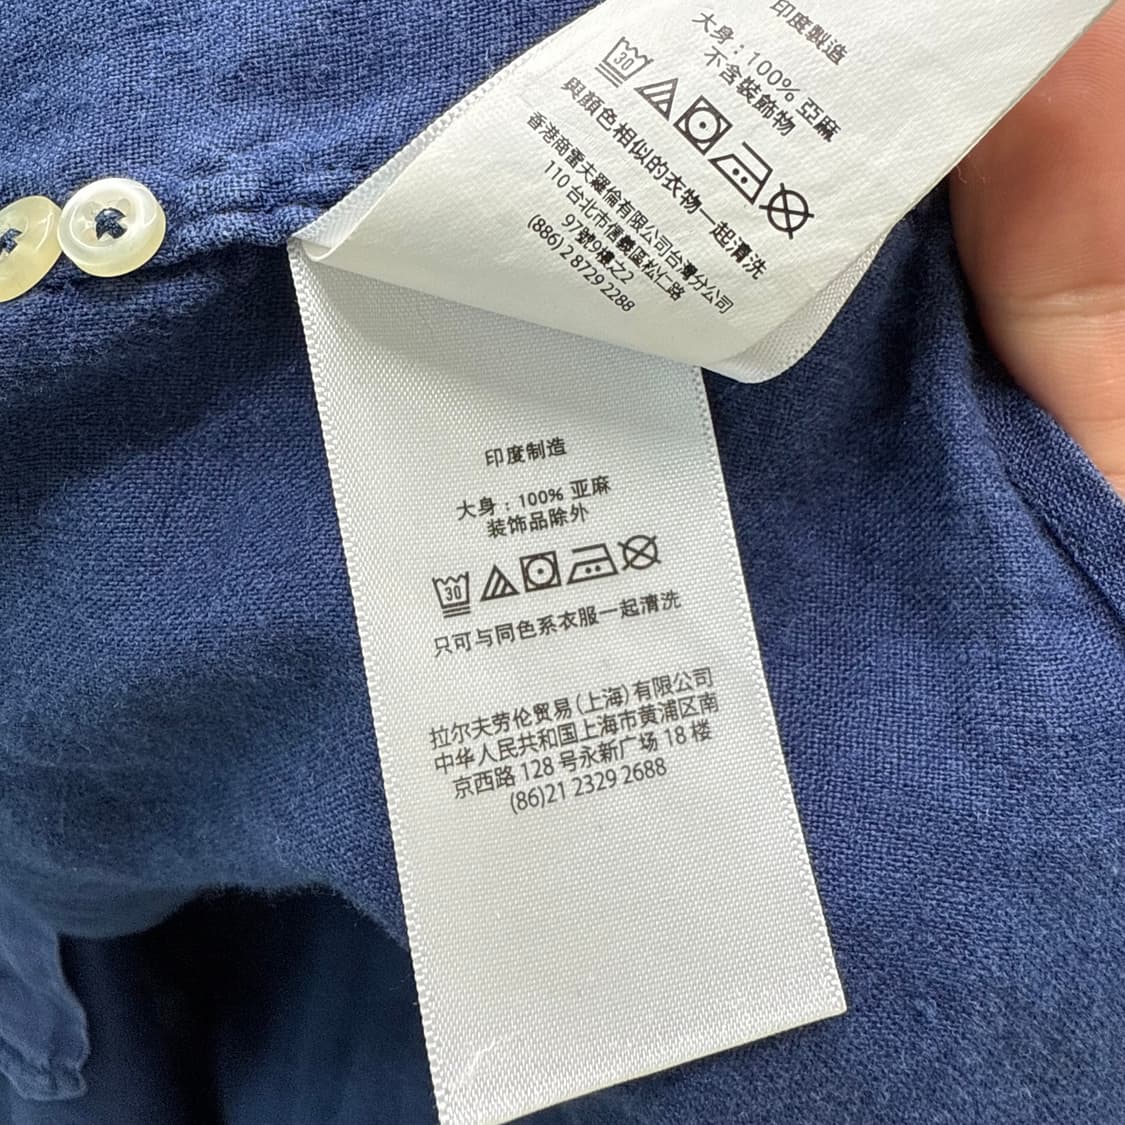 印度製造
大身 : 100% 亞麻
不含裝飾物
30
與顏色相似的衣物一起清洗
香港商雷夫羅倫有限公司台灣分公司
110 台北市信義區松仁路
97號9樓之2
(886) 2 8729 2288
印度制造
大身 : 100% 亚麻
装饰品除外
30
只可与同色系衣服一起清洗
拉尔夫劳伦贸易(上海)有限公司
中华人民共和国上海市黄浦区南
京西路 128 号永新广场 18 楼
(86)21 2329 2688